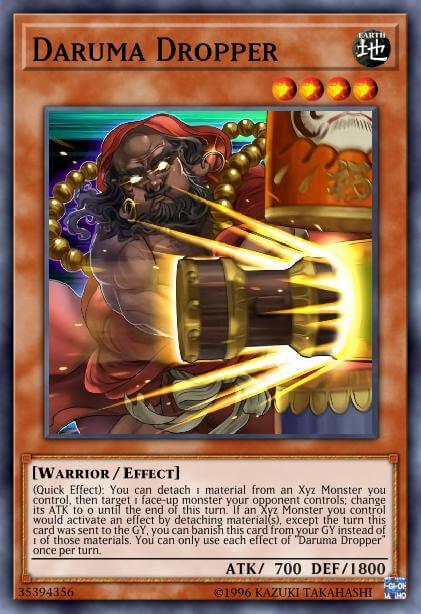 DARUMA DROPPER
EARTH
地
[WARRIOR/EFFECT]
(Quick Effect): You can detach 1 material from an Xyz Monster you
control, then target 1 face-up monster your opponent controls; change
its ATK to 0 until the end of this turn. If an Xyz Monster you control
would activate an effect by detaching material(s), except the turn this
card was sent to the GY, you can banish this card from your GY instead of
1 of those materials. You can only use each effect of "Daruma Dropper"
once per turn.
ATK/ 700 DEF/1800
35394356
©1996 KAZUKI TAKAHASHI